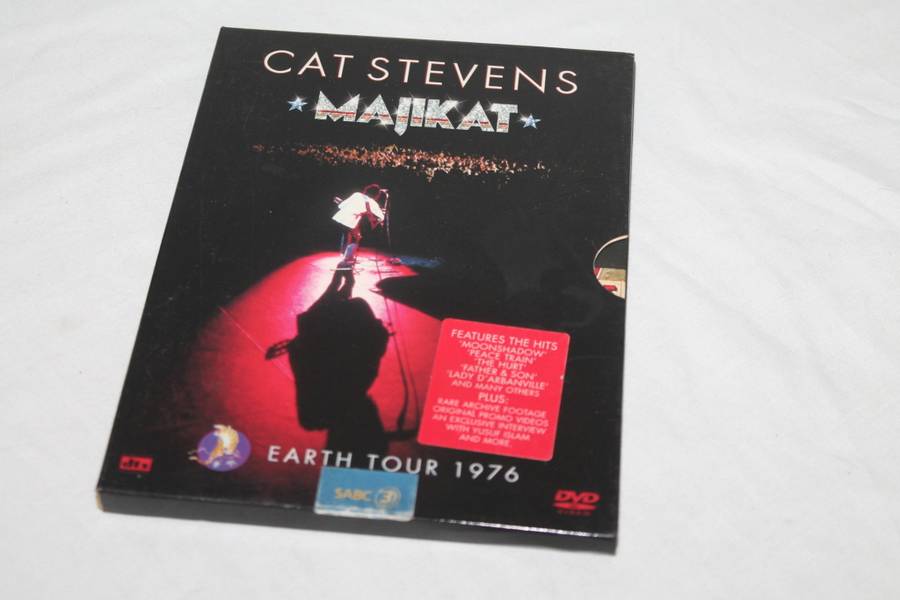 CAT STEVENS
MAJIKAT
FEATURES THE HITS
'MOONSHADOW'
'PEACE TRAIN'
'THE HURT'
'FATHER & SON'
'LADY D'ARBANVILLE'
AND MANY OTHERS
PLUS:
RARE ARCHIVE FOOTAGE
ORIGINAL PROMO VIDEOS
AN EXCLUSIVE INTERVIEW
WITH YUSUF ISLAM
AND MORE.
EARTH TOUR 1976
dts
SABC 3
DVD
VIDEO